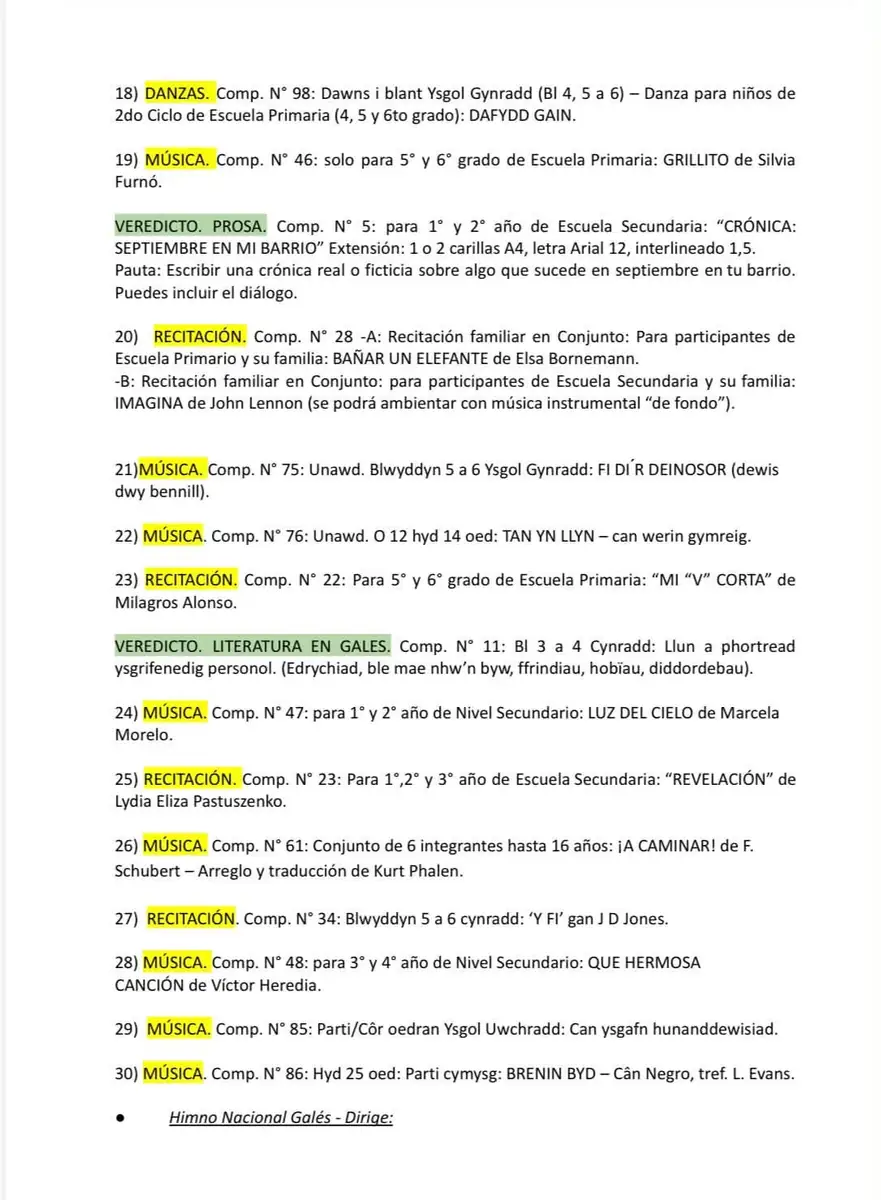 18) DANZAS. Comp. N° 98: Dawns i blant Ysgol Gynradd (Bl 4, 5 a 6) – Danza para niños de
2do Ciclo de Escuela Primaria (4, 5 y 6to grado): DAFYDD GAIN.
19) MÚSICA. Comp. N° 46: solo para 5° y 6° grado de Escuela Primaria: GRILLITO de Silvia
Furnó.
VEREDICTO. PROSA. Comp. N° 5: para 1° y 2° año de Escuela Secundaria: “CRÓNICA:
SEPTIEMBRE EN MI BARRIO” Extensión: 1 o 2 carillas A4, letra Arial 12, interlineado 1,5.
Pauta: Escribir una crónica real o ficticia sobre algo que sucede en septiembre en tu barrio.
Puedes incluir el diálogo.
20) RECITACIÓN. Comp. N° 28 -A: Recitación familiar en Conjunto: Para participantes de
Escuela Primario y su familia: BAÑAR UN ELEFANTE de Elsa Bornemann.
-B: Recitación familiar en Conjunto: para participantes de Escuela Secundaria y su familia:
IMAGINA de John Lennon (se podrá ambientar con música instrumental “de fondo”).
21)MÚSICA. Comp. N° 75: Unawd. Blwyddyn 5 a 6 Ysgol Gynradd: FI DI´R DEINOSOR (dewis
dwy bennill).
22) MÚSICA. Comp. N° 76: Unawd. O 12 hyd 14 oed: TAN YN LLYN – can werin gymreig.
23) RECITACIÓN. Comp. N° 22: Para 5° y 6° grado de Escuela Primaria: “MI “V” CORTA” de
Milagros Alonso.
VEREDICTO. LITERATURA EN GALES. Comp. N° 11: Bl 3 a 4 Cynradd: Llun a phortread
ysgrifenedig personol. (Edrychiad, ble mae nhw’n byw, ffrindiau, hobïau, diddordebau).
24) MÚSICA. Comp. N° 47: para 1° y 2° año de Nivel Secundario: LUZ DEL CIELO de Marcela
Morelo.
25) RECITACIÓN. Comp. N° 23: Para 1°,2° y 3° año de Escuela Secundaria: “REVELACIÓN” de
Lydia Eliza Pastuszenko.
26) MÚSICA. Comp. N° 61: Conjunto de 6 integrantes hasta 16 años: ¡A CAMINAR! de F.
Schubert – Arreglo y traducción de Kurt Phalen.
27) RECITACIÓN. Comp. N° 34: Blwyddyn 5 a 6 cynradd: ‘Y FI’ gan J D Jones.
28) MÚSICA. Comp. N° 48: para 3° y 4° año de Nivel Secundario: QUE HERMOSA
CANCIÓN de Víctor Heredia.
29) MÚSICA. Comp. N° 85: Parti/Côr oedran Ysgol Uwchradd: Can ysgafn hunanddewisiad.
30) MÚSICA. Comp. N° 86: Hyd 25 oed: Parti cymysg: BRENIN BYD – Cân Negro, tref. L. Evans.
● Himno Nacional Galés - Dirige: